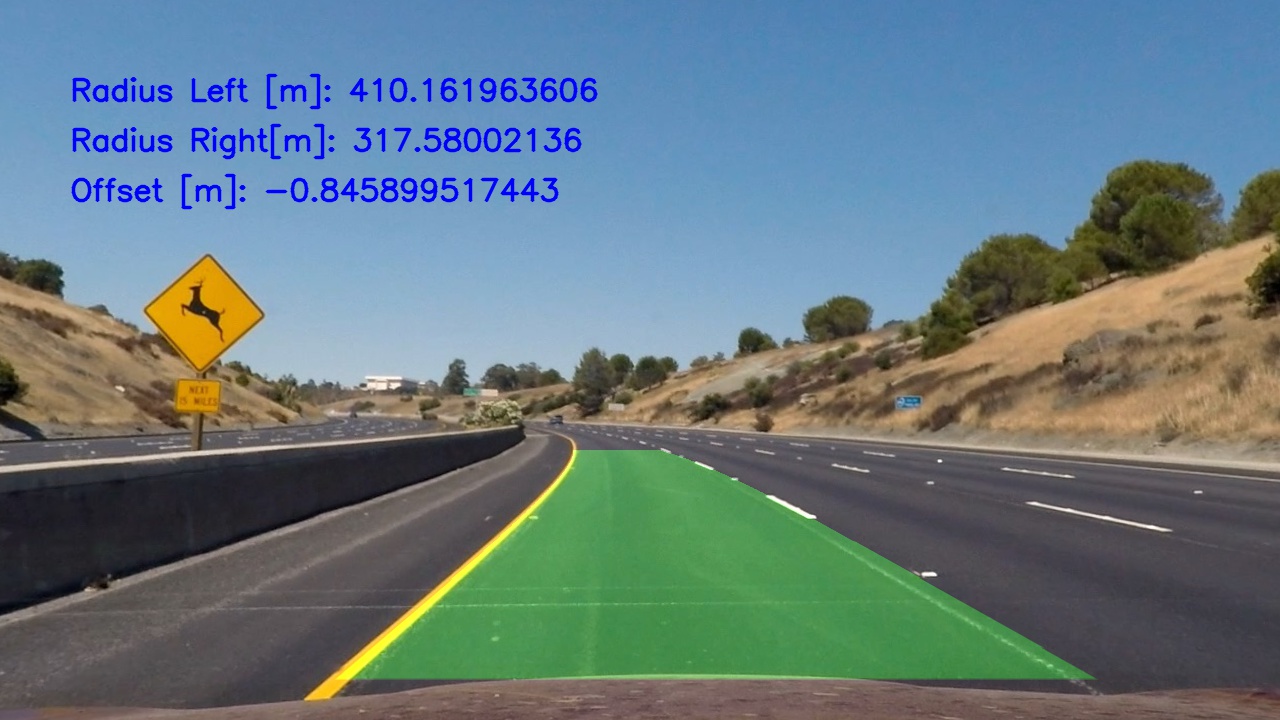 Radius Left [m]: 410.161963606
Radius Right[m]: 317.58002136
Offset [m]: -0.845899517443
NEXT
15 MILES